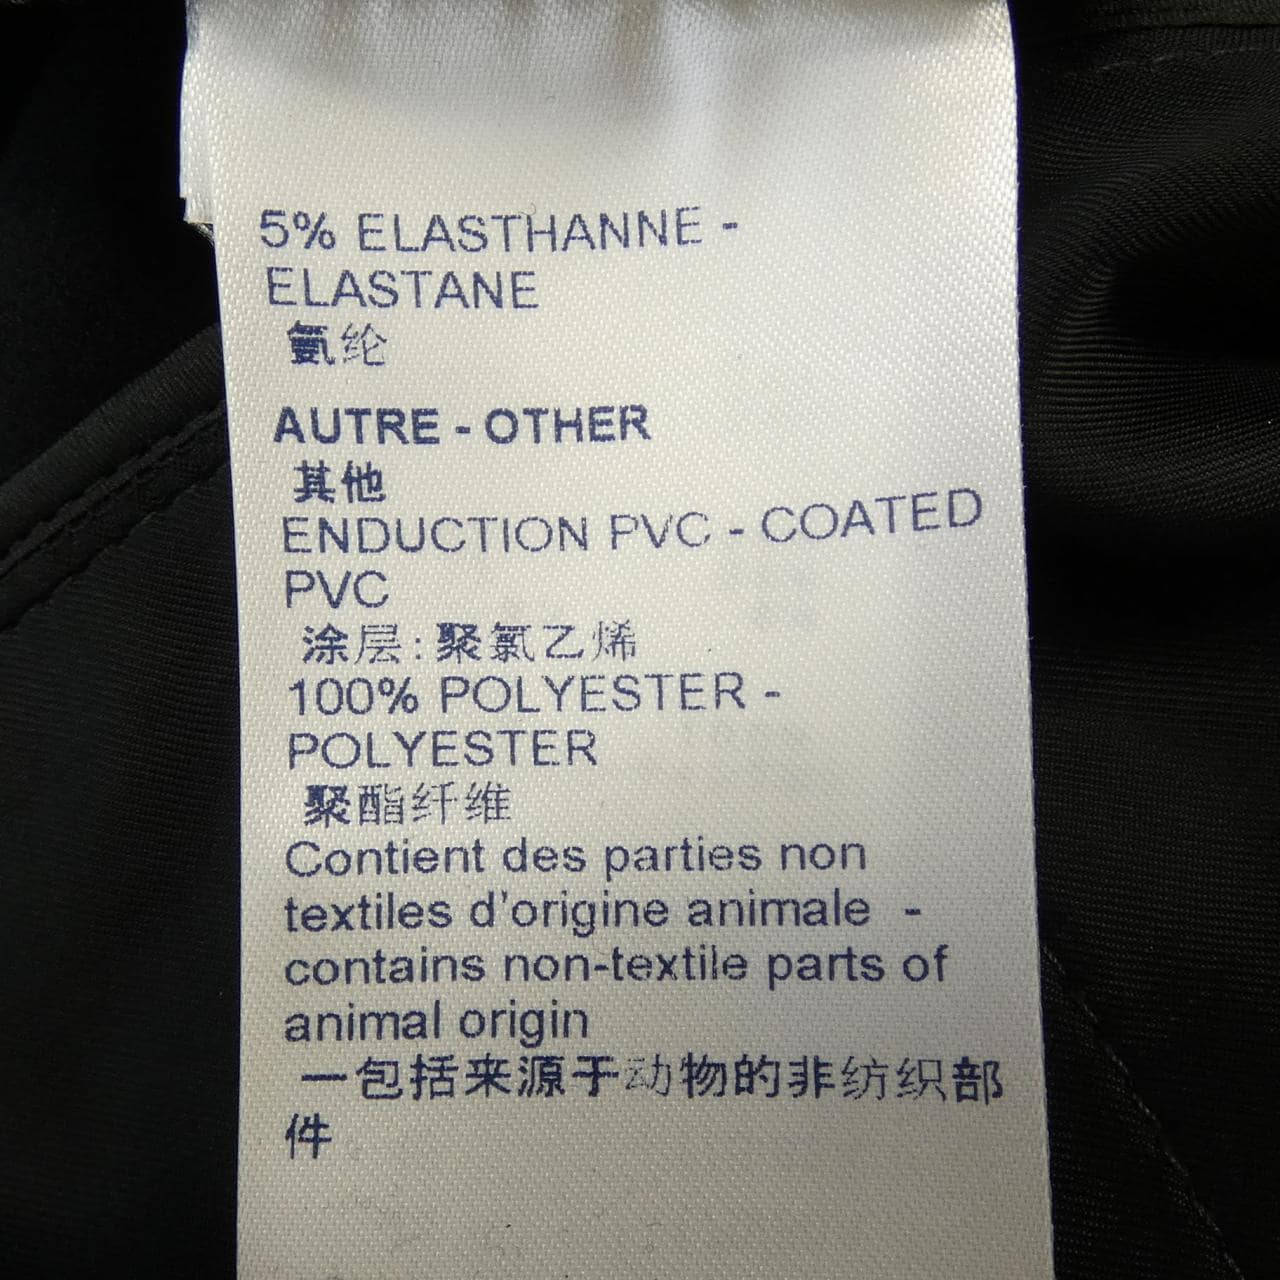 5% ELASTHANNE -
ELASTANE
氨纶
AUTRE - OTHER
其他
ENDUCTION PVC - COATED
PVC
涂层:聚氯乙烯
100% POLYESTER -
POLYESTER
聚酯纤维
Contient des parties non
textiles d'origine animale -
contains non-textile parts of
animal origin
一包括来源于动物的非纺织部
件